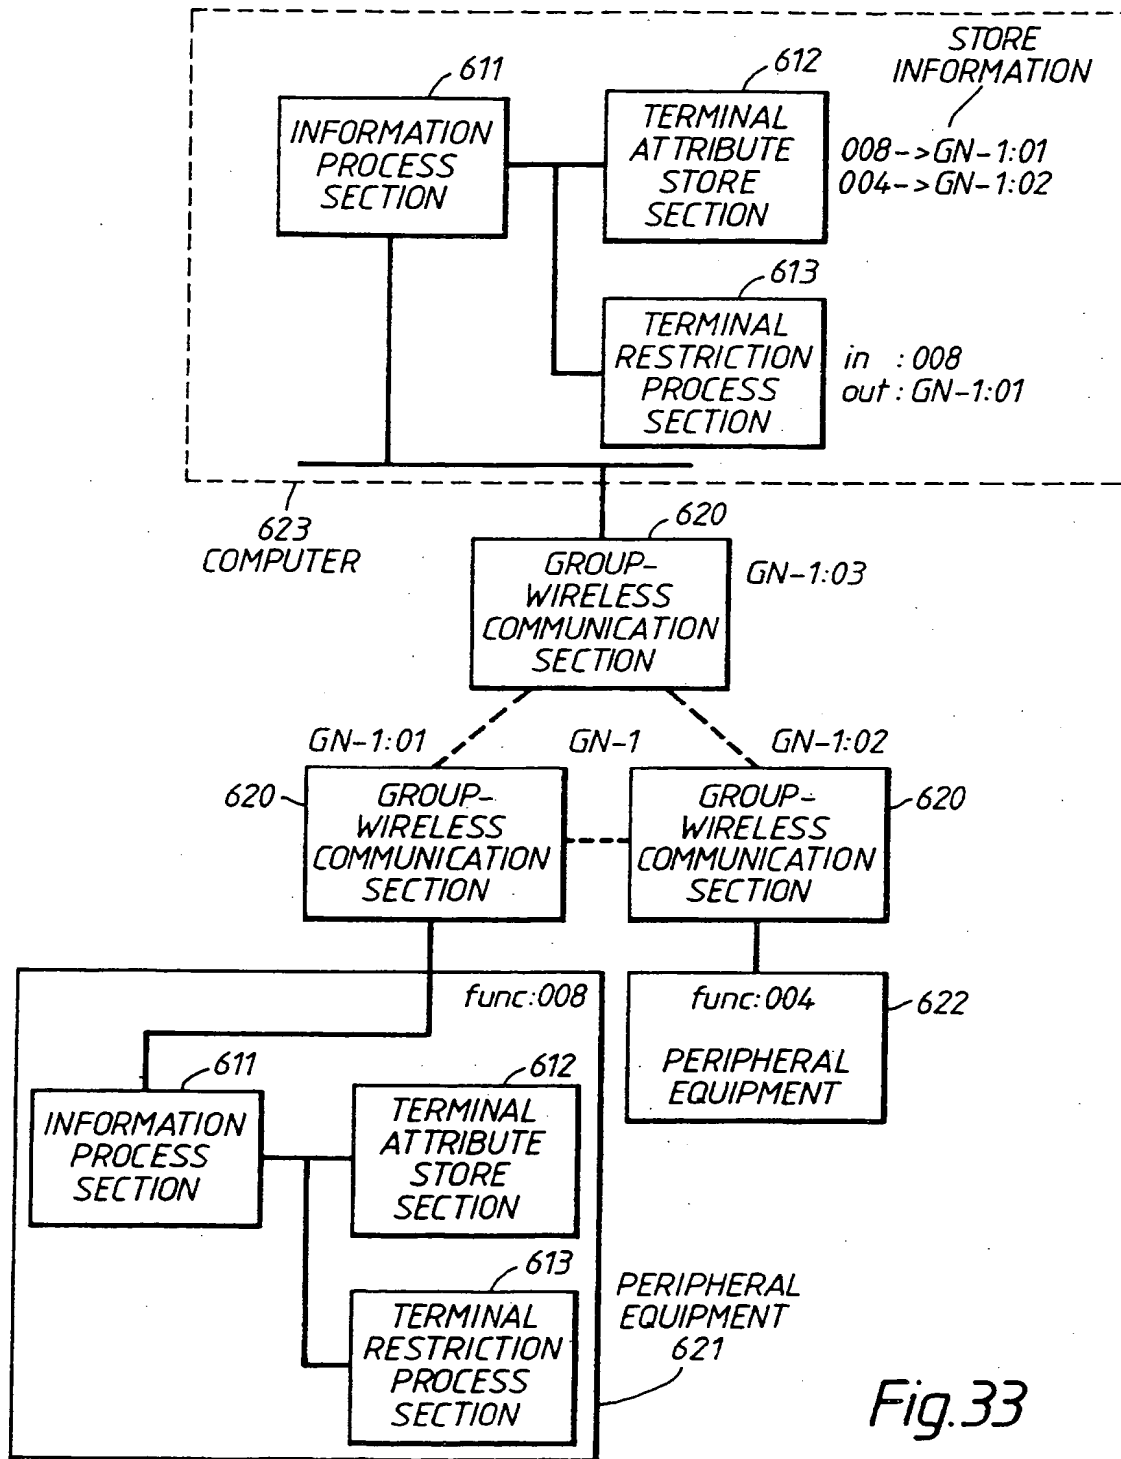 STORE
INFORMATION
611
612
INFORMATION
PROCESS
SECTION
TERMINAL
ATTRIBUTE
STORE
SECTION
008->GN-1:01
004->GN-1:02
613
TERMINAL
RESTRICTION
PROCESS
SECTION
in : 008
out : GN-1:01
623
COMPUTER
620
GROUP-
WIRELESS
COMMUNICATION
SECTION
GN-1:03
GN-1:01
GN-1
GN-1:02
620
GROUP-
WIRELESS
COMMUNICATION
SECTION
GROUP-
WIRELESS
COMMUNICATION
SECTION
620
func:008
func:004
622
PERIPHERAL
EQUIPMENT
611
612
INFORMATION
PROCESS
SECTION
TERMINAL
ATTRIBUTE
STORE
SECTION
613
TERMINAL
RESTRICTION
PROCESS
SECTION
PERIPHERAL
EQUIPMENT
621
Fig.33